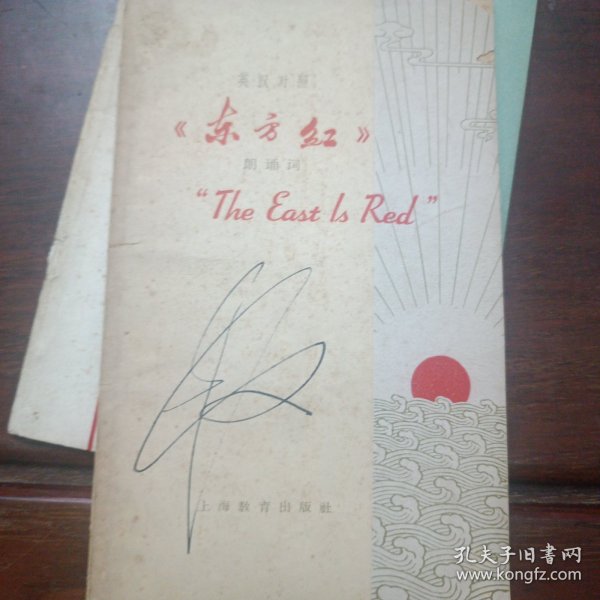 英汉对照
《东方红》
朗诵词
“The East Is Red”
上海教育出版社
孔夫子旧书网
www.kongfz.com